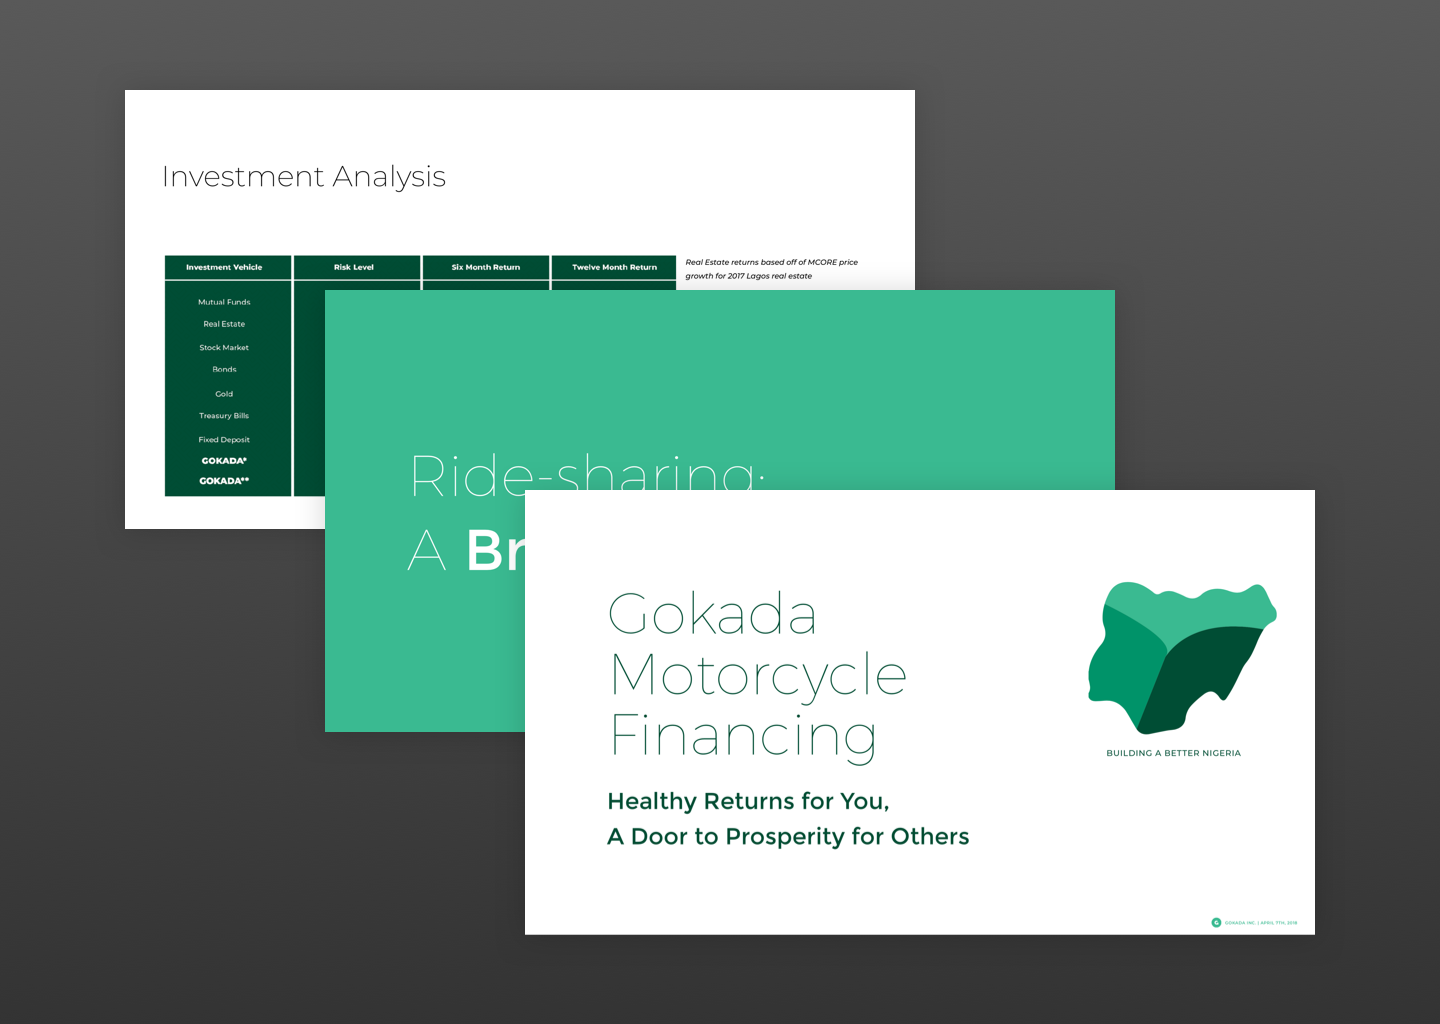 Investment Analysis
Investment Vehicle
Risk Level
Six Month Return
Twelve Month Return
Real Estate returns based off of MCORE price
growth for 2017 Lagos real estate
Mutual Funds
Real Estate
Stock Market
Bonds
Gold
Treasury Bills
Fixed Deposit
GOKADA*
GOKADA**
Ride-sharing:
A Br
Gokada
Motorcycle
Financing
Healthy Returns for You,
A Door to Prosperity for Others
BUILDING A BETTER NIGERIA
G GOKADA INC. | APRIL 7TH, 2018